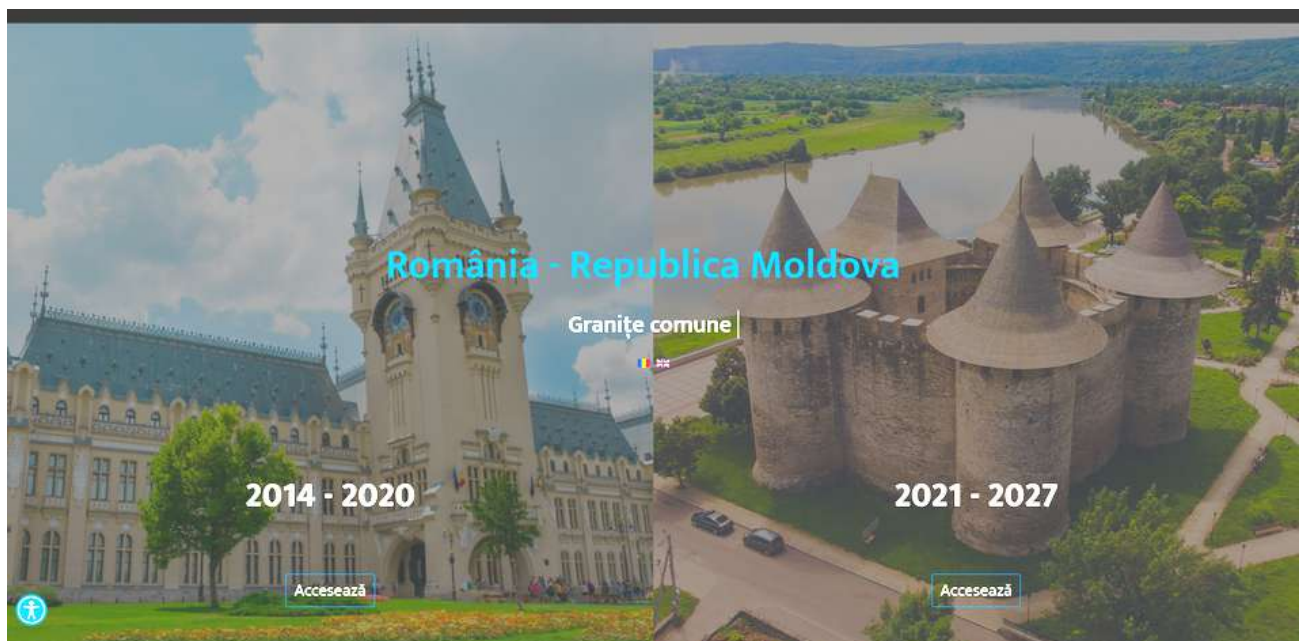 România - Republica Moldova
Granițe comune
2014 - 2020
2021 - 2027
Accesează
Accesează